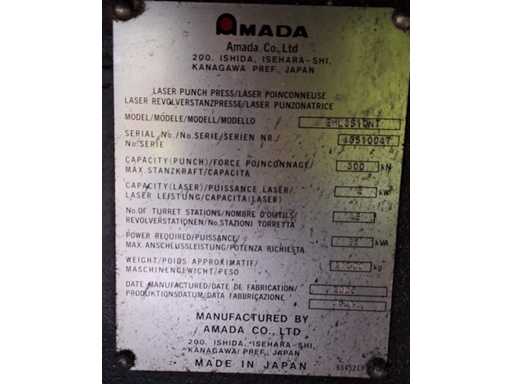 AMADA
Amada Co., Ltd
200, ISHIDA, ISEHARA-SHI,
KANAGAWA PREF., JAPAN
LASER PUNCH PRESS/LASER POINCONNEUSE
LASER REVOLVERSTANZPRESSE/LASER PUNZONATRICE
MODEL/MODÈLE/MODELL/MODELLO
SERIAL No./No.SERIE/SERIEN NR./
No.SERIE
CAPACITY(PUNCH)/FORCE POINCONNAGE/ 300 kN
MAX.STANZKRAFT/CAPACITA
CAPACITY(LASER)/PUISSANCE LASER/ kW
LASER LEISTUNG/CAPACITA(LASER)
No.OF TURRET STATIONS/NOMBRE D'OUTILS/
REVOLVERSTATIONEN/No.STAZIONI TORRETTA
POWER REQUIRED/PUISSANCE/ kVA
MAX.ANSCHLUSSLEISTUNG/POTENZA RICHIESTA
WEIGHT/POIDS APPROXIMATIF/ kg
MASCHINENGEWICHT/PESO
DATE MANUFACTURED/DATE DE FABRICATION/
PRODUKTIONSDATUM/DATA FABBRICAZIONE
MANUFACTURED BY
AMADA CO., LTD
200, ISHIDA, ISEHARA-SHI,
KANAGAWA PREF., JAPAN
MADE IN JAPAN